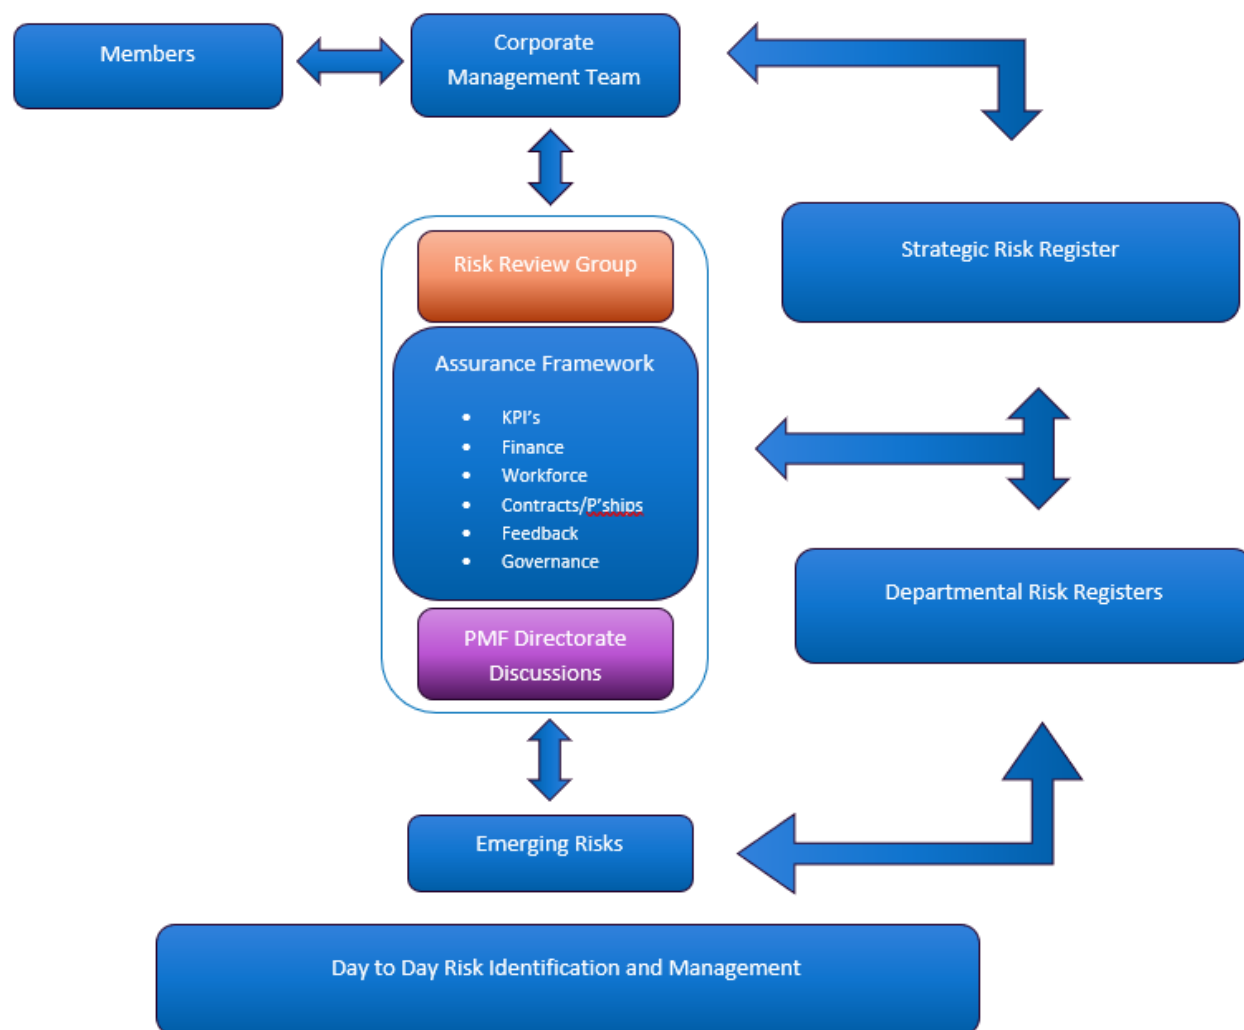 Members
Corporate
Management Team
Strategic Risk Register
Risk Review Group
Assurance Framework
• KPI's
• Finance
• Workforce
• Contracts/P'ships
• Feedback
• Governance
Departmental Risk Registers
PMF Directorate
Discussions
Emerging Risks
Day to Day Risk Identification and Management